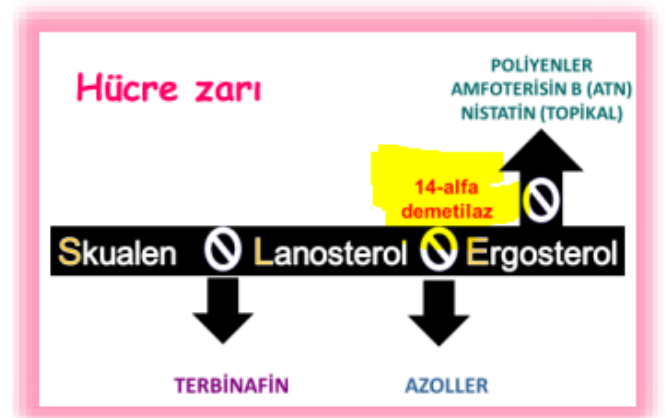 Hücre zarı
POLİYENLER
AMFOTERİSİN B (ATN)
NİSTATİN (TOPİKAL)
14-alfa
demetilaz
Skualen Lanosterol Ergosterol
TERBİNAFİN AZOLLER